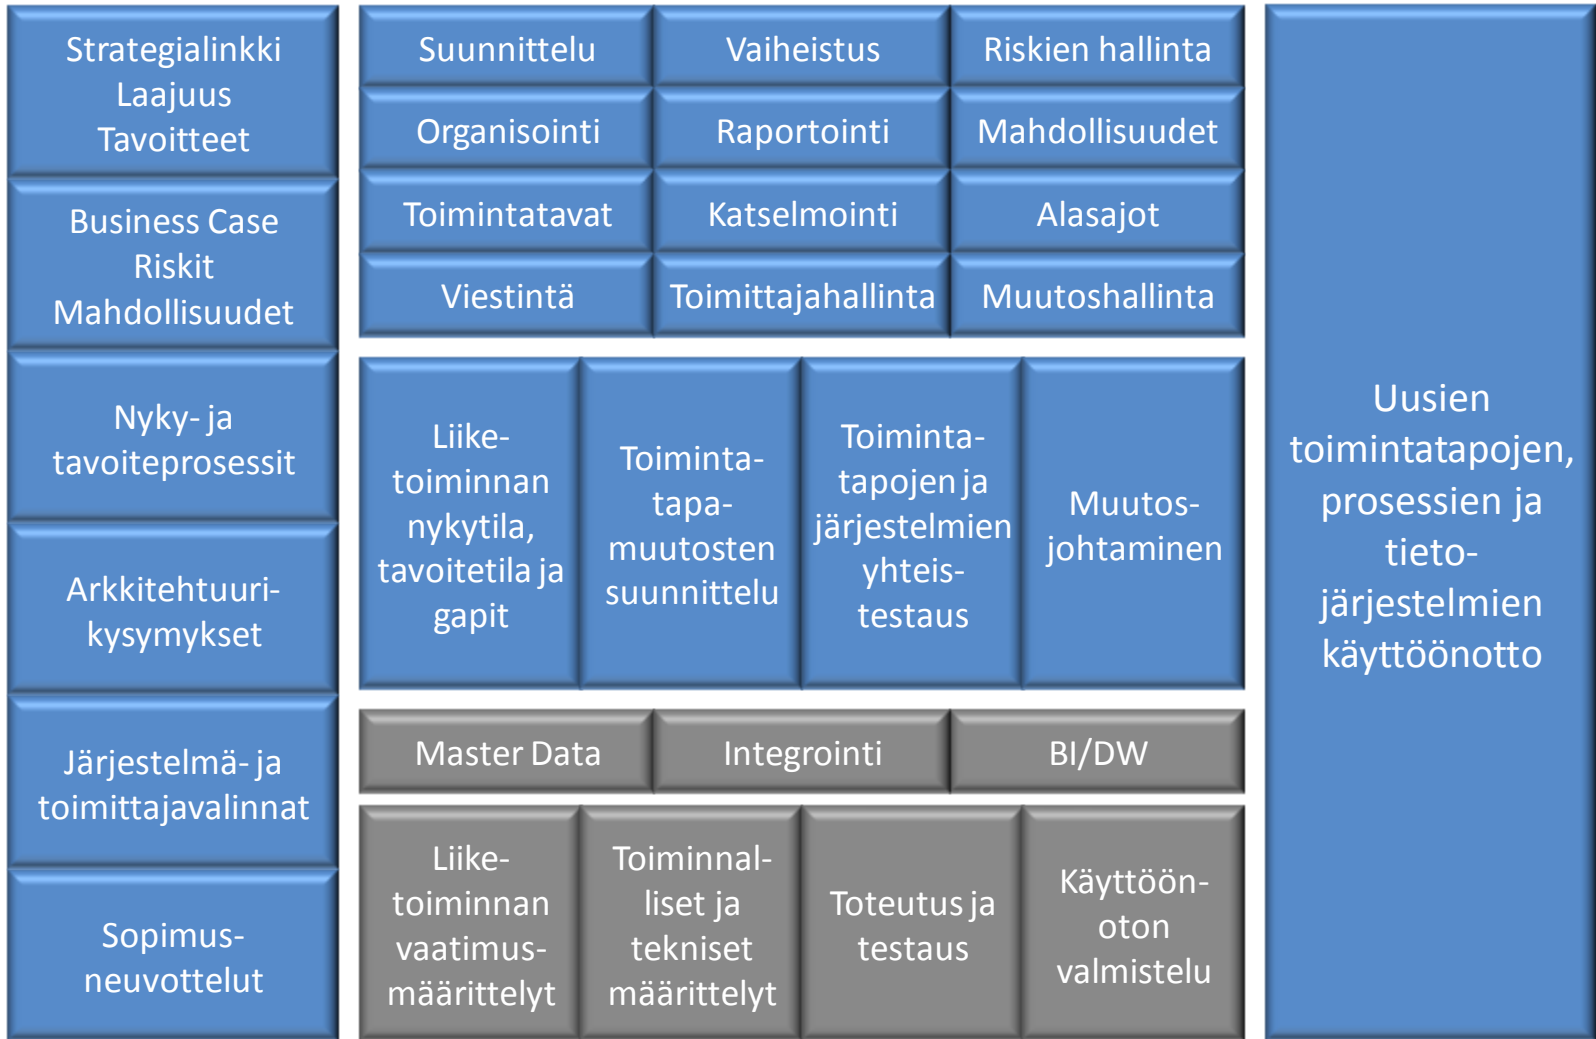 Strategialinkki
Laajuus
Tavoitteet
Business Case
Riskit
Mahdollisuudet
Nyky- ja
tavoiteprosessit
Arkkitehtuuri-
kysymykset
Järjestelmä- ja
toimittajavalinnat
Sopimus-
neuvottelut
Suunnittelu
Vaiheistus
Riskien hallinta
Organisointi
Raportointi
Mahdollisuudet
Toimintatavat
Katselmointi
Alasajot
Viestintä
Toimittajahallinta
Muutoshallinta
Liike-
toiminnan
nykytila,
tavoitetila ja
gapit
Toiminta-
tapa-
muutosten
suunnittelu
Toiminta-
tapojen ja
järjestelmien
yhteis-
testaus
Muutos-
johtaminen
Master Data
Integrointi
BI/DW
Liike-
toiminnan
vaatimus-
määrittelyt
Toiminnal-
liset ja
tekniset
määrittelyt
Toteutus ja
testaus
Käyttöön-
oton
valmistelu
Uusien
toimintatapojen,
prosessien ja
tieto-
järjestelmien
käyttöönotto